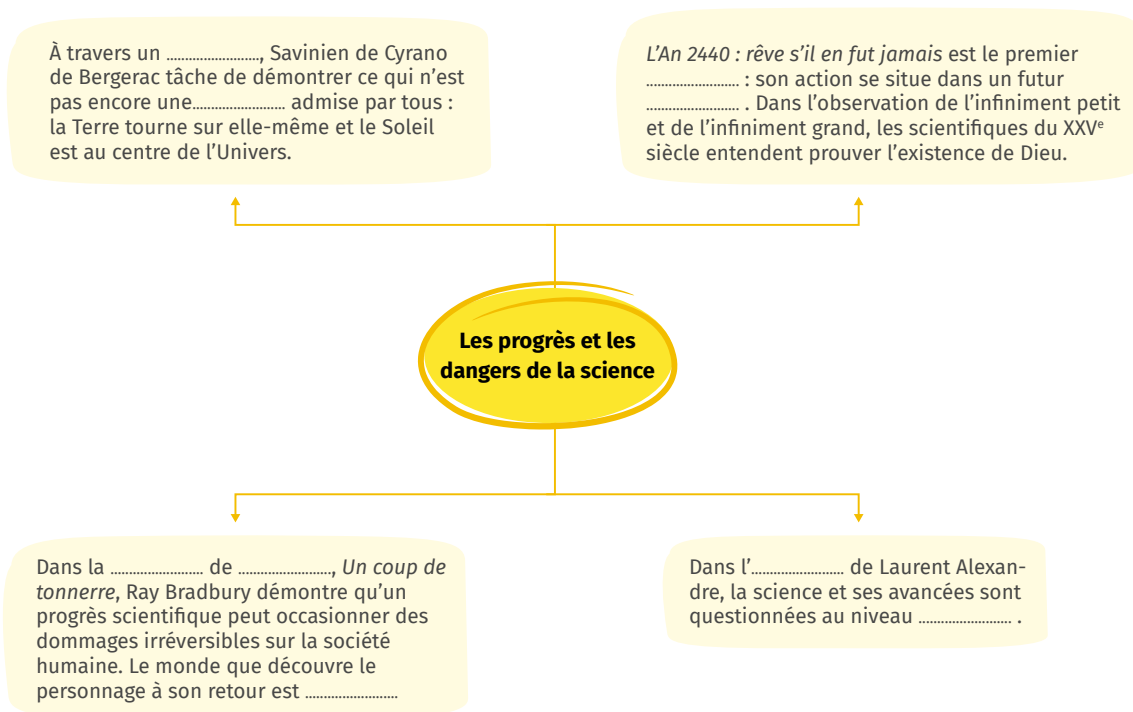 À travers un ........................, Savinien de Cyrano
de Bergerac tâche de démontrer ce qui n’est
pas encore une........................ admise par tous :
la Terre tourne sur elle-même et le Soleil
est au centre de l’Univers.
L’An 2440 : rêve s’il en fut jamais est le premier
........................ : son action se situe dans un futur
........................ . Dans l’observation de l’infiniment petit
et de l’infiniment grand, les scientifiques du XXVe
siècle entendent prouver l’existence de Dieu.
Les progrès et les
dangers de la science
Dans la ........................ de ........................, Un coup de
tonnerre, Ray Bradbury démontre qu’un
progrès scientifique peut occasionner des
dommages irréversibles sur la société
humaine. Le monde que découvre le
personnage à son retour est ........................
Dans l’........................ de Laurent Alexan-
dre, la science et ses avancées sont
questionnées au niveau ........................ .